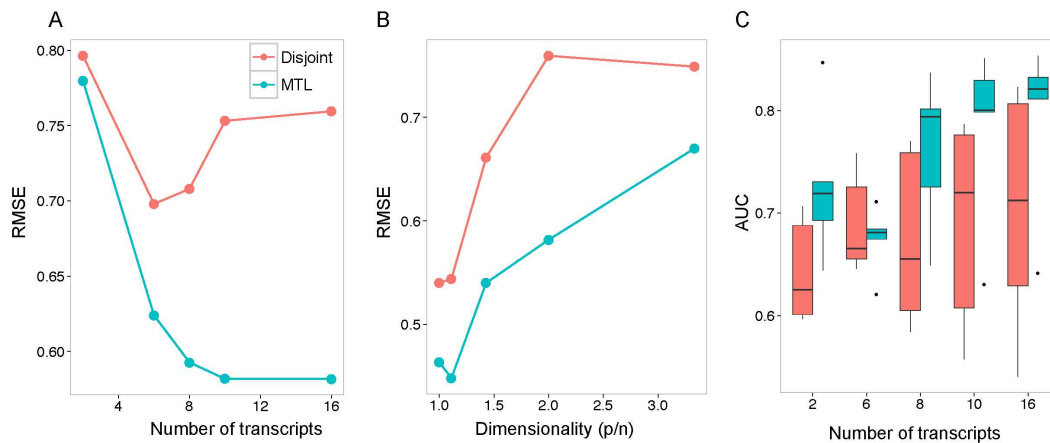 A
RMSE
0.80
0.75
0.70
0.65
0.60
Disjoint
MTL
4
8
12
16
Number of transcripts
B
RMSE
0.7
0.6
0.5
1.0
1.5
2.0
2.5
3.0
Dimensionality (p/n)
C
AUC
0.8
0.7
0.6
2
6
8
10
16
Number of transcripts